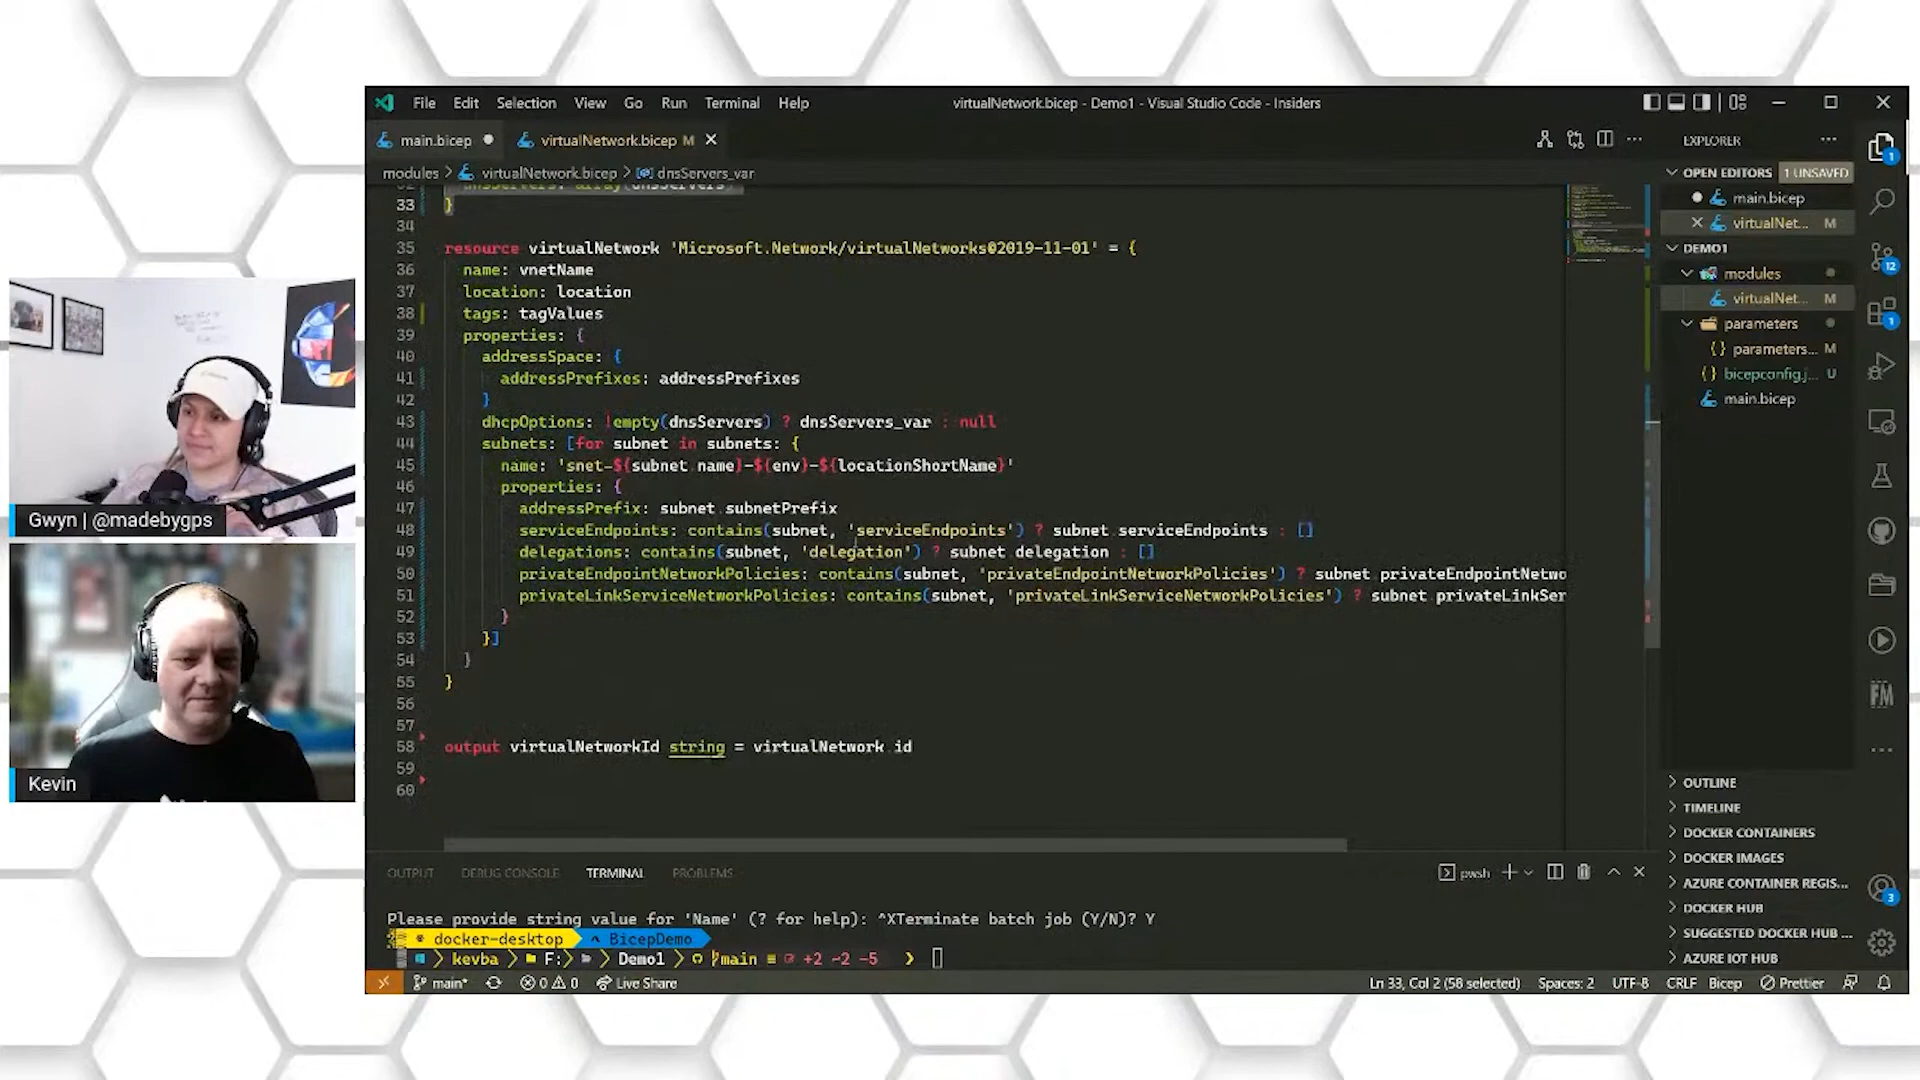 File Edit Selection View Go Run Terminal Help
virtualNetwork.bicep - Demo1 - Visual Studio Code - Insiders
main.bicep
virtualNetwork.bicep M
modules > virtualNetwork.bicep > dnsServers_var
32 dnsServers: array(dnsServers)
33 }
34
35 resource virtualNetwork 'Microsoft.Network/virtualNetworks@2019-11-01' = {
36 name: vnetName
37 location: location
38 tags: tagValues
39 properties: {
40 addressSpace: {
41 addressPrefixes: addressPrefixes
42 }
43 dhcpOptions: !empty(dnsServers) ? dnsServers_var : null
44 subnets: [for subnet in subnets: {
45 name: 'snet-${subnet.name}-${env}-${locationShortName}'
46 properties: {
47 addressPrefix: subnet.subnetPrefix
48 serviceEndpoints: contains(subnet, 'serviceEndpoints') ? subnet.serviceEndpoints : []
49 delegations: contains(subnet, 'delegation') ? subnet.delegation : []
50 privateEndpointNetworkPolicies: contains(subnet, 'privateEndpointNetworkPolicies') ? subnet.privateEndpointNetwo
51 privateLinkServiceNetworkPolicies: contains(subnet, 'privateLinkServiceNetworkPolicies') ? subnet.privateLinkSer
52 }
53 }]
54 }
55 }
56
57
58 output virtualNetworkId string = virtualNetwork.id
59
60
EXPLORER
OPEN EDITORS 1 UNSAVED
main.bicep
virtualNet... M
DEMO1
modules
virtualNet... M
parameters
{} parameters... M
{} bicepconfig.j... U
main.bicep
OUTLINE
TIMELINE
DOCKER CONTAINERS
DOCKER IMAGES
AZURE CONTAINER REGIS...
DOCKER HUB
SUGGESTED DOCKER HUB ...
AZURE IOT HUB
1
12
1
FM
3
Gwyn | @madebygps
Kevin
OUTPUT DEBUG CONSOLE TERMINAL PROBLEMS
pwsh
Please provide string value for 'Name' (? for help): ^XTerminate batch job (Y/N)? Y
docker-desktop BicepDemo
kevba F: Demo1 main +2 ~2 -5
main* 0 0 Live Share
Ln 33, Col 2 (58 selected) Spaces: 2 UTF-8 CRLF Bicep Prettier